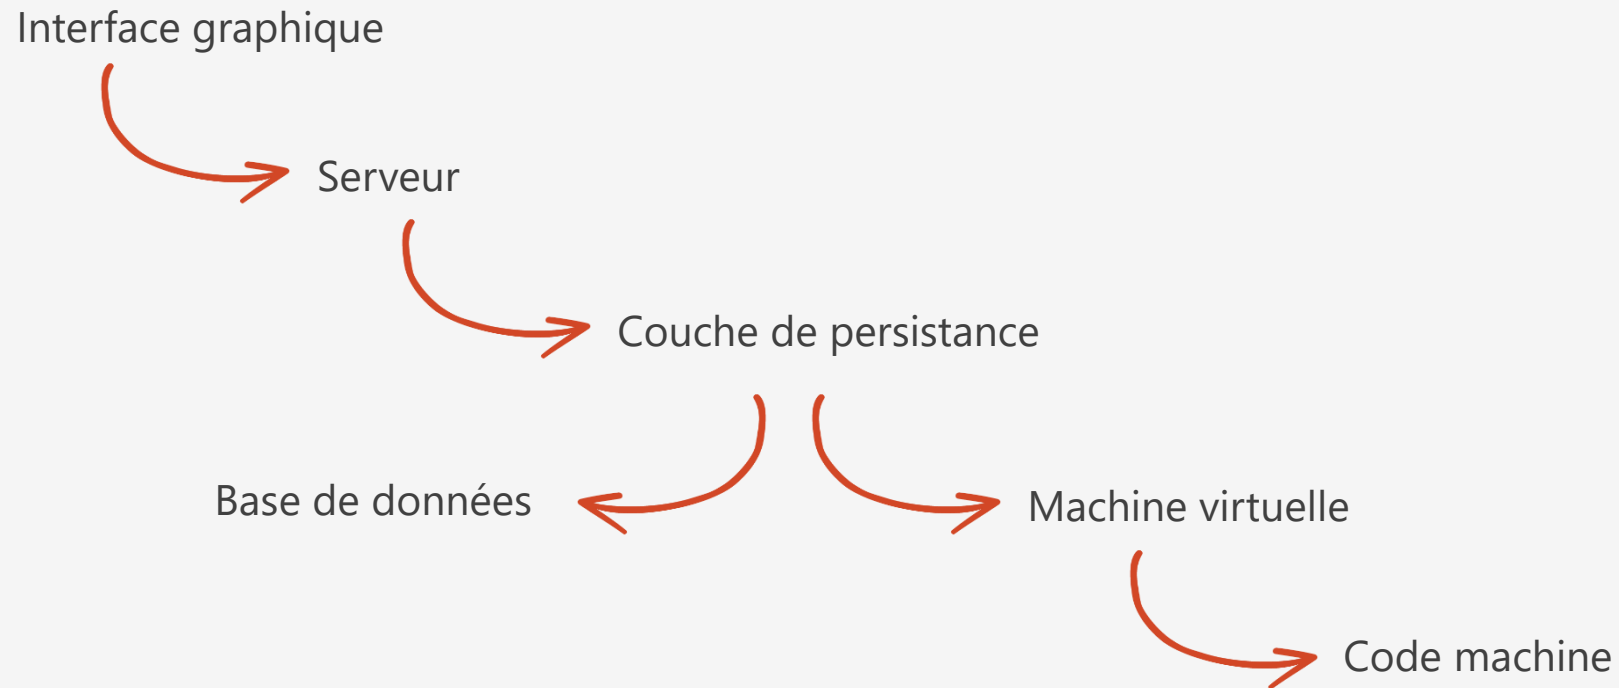 Interface graphique
Serveur
Couche de persistance
Base de données
Machine virtuelle
Code machine